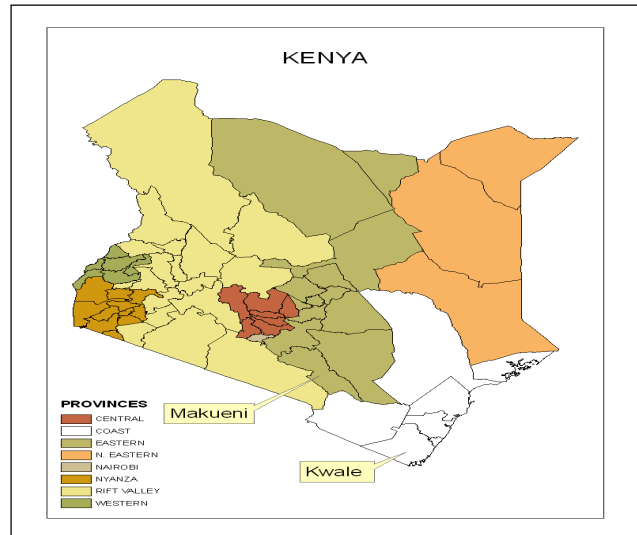 KENYA
Makueni
Kwale
PROVINCES
CENTRAL
COAST
EASTERN
N. EASTERN
NAIROBI
NYANZA
RIFT VALLEY
WESTERN